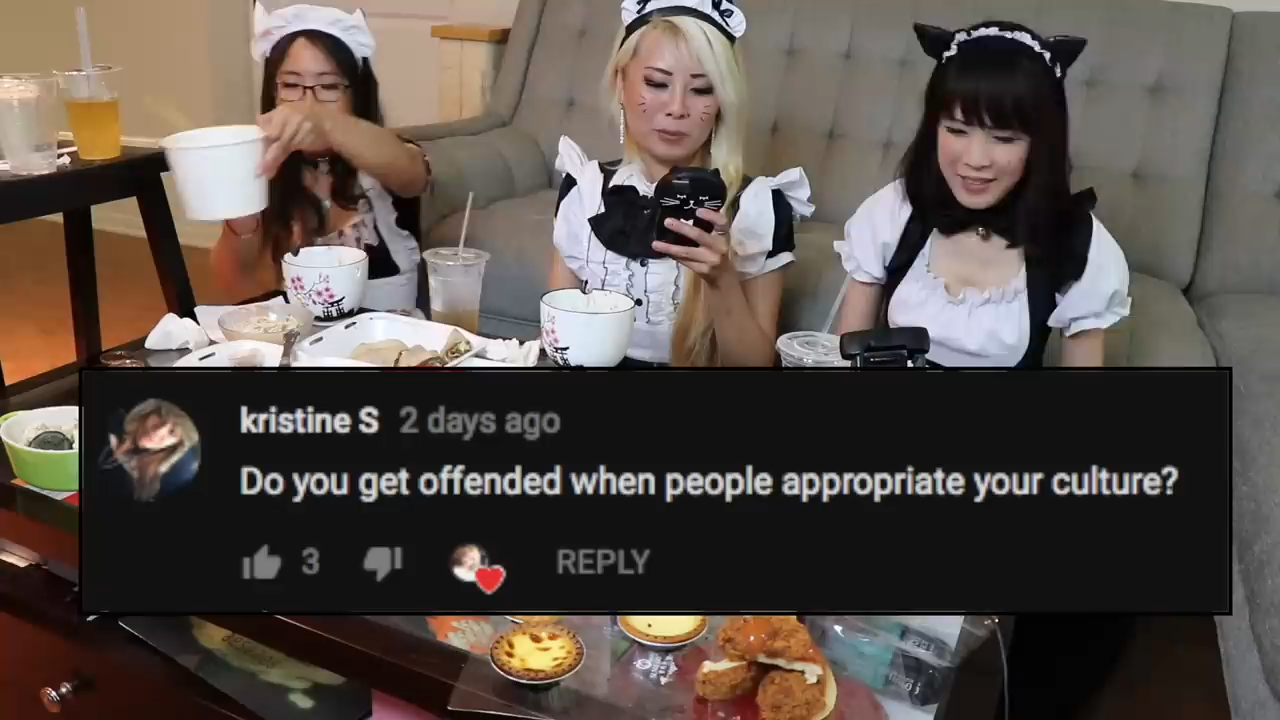 kristine S 2 days ago
Do you get offended when people appropriate your culture?
3 REPLY